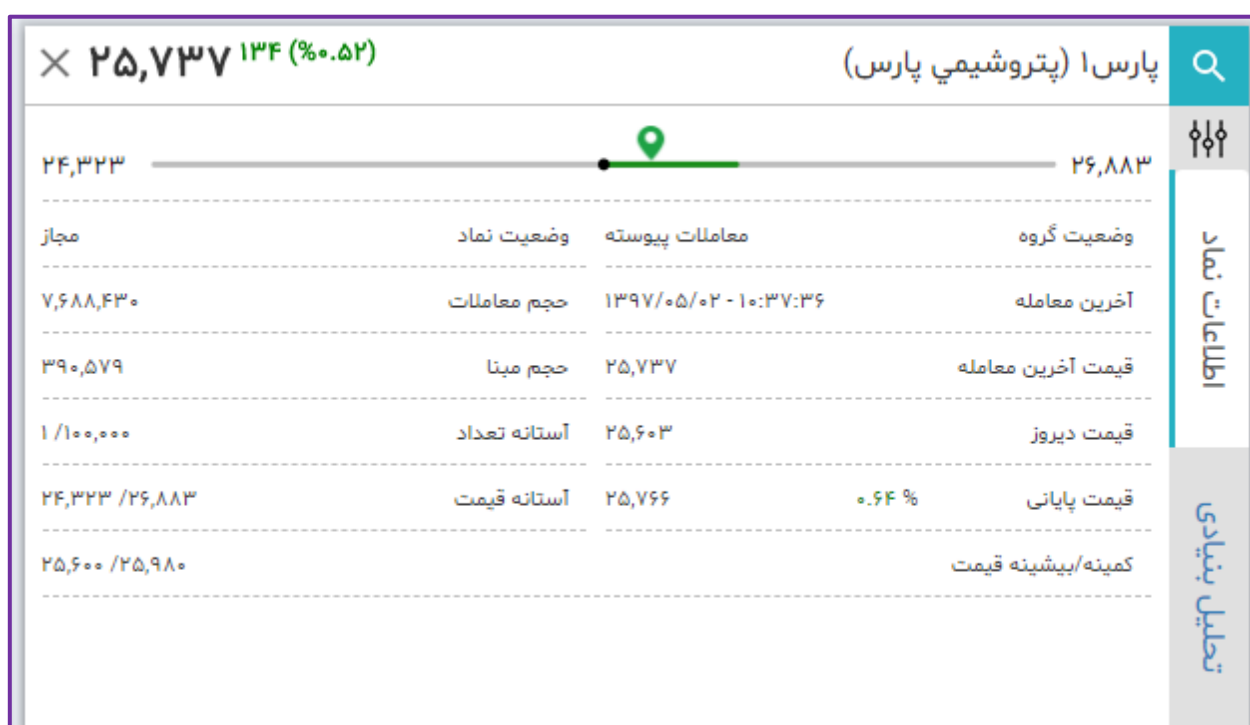 پارس۱ (پتروشيمي پارس)
۲۵,۷۳۷ ۱۳۴ (%۰.۵۲)
۲۶,۸۸۳
۲۴,۳۲۳
وضعیت گروه معاملات پیوسته وضعیت نماد مجاز
آخرین معامله ۱۳۹۷/۰۵/۰۲ - ۱۰:۳۷:۳۶ حجم معاملات ۷,۶۸۸,۴۳۰
قیمت آخرین معامله ۲۵,۷۳۷ حجم مبنا ۳۹۰,۵۷۹
قیمت دیروز ۲۵,۶۰۳ آستانه تعداد ۱ /۱۰۰,۰۰۰
قیمت پایانی ۰.۶۴ % ۲۵,۷۶۶ آستانه قیمت ۲۴,۳۲۳ /۲۶,۸۸۳
کمینه/بیشینه قیمت ۲۵,۶۰۰ /۲۵,۹۸۰
اطلاعات نماد
تحلیل بنیادی